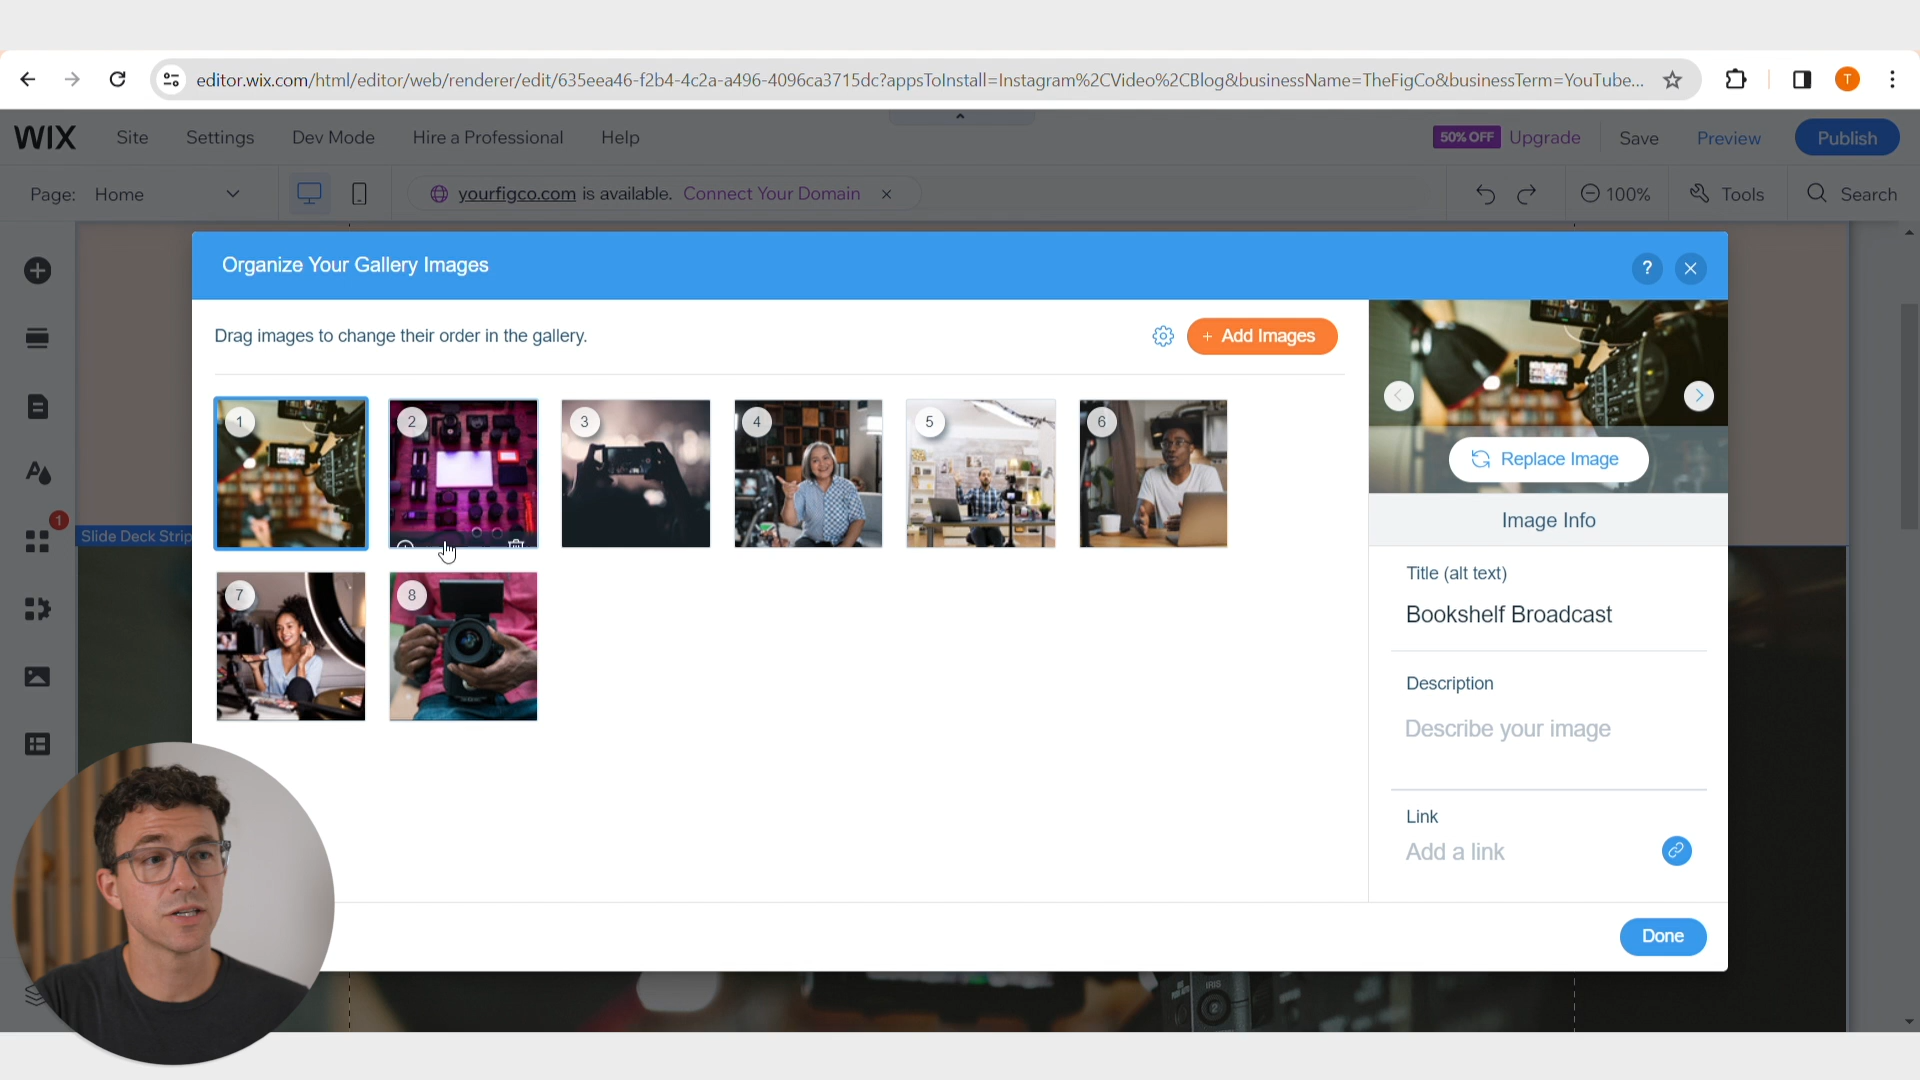 editor.wix.com/html/editor/web/renderer/edit/635eea46-f2b4-4c2a-a496-4096ca3715dc?appsToInstall=Instagram%2CVideo%2CBlog&businessName=TheFigCo&businessTerm=YouTube...
T
WIX
Site
Settings
Dev Mode
Hire a Professional
Help
50% OFF
Upgrade
Save
Preview
Publish
Page: Home
yourfigco.com is available. Connect Your Domain
100%
Tools
Search
Organize Your Gallery Images
?
Drag images to change their order in the gallery.
+ Add Images
1
2
3
4
5
6
7
8
Replace Image
Image Info
Title (alt text)
Bookshelf Broadcast
Description
Describe your image
Link
Add a link
Done
1
Slide Deck Strip
IRIS